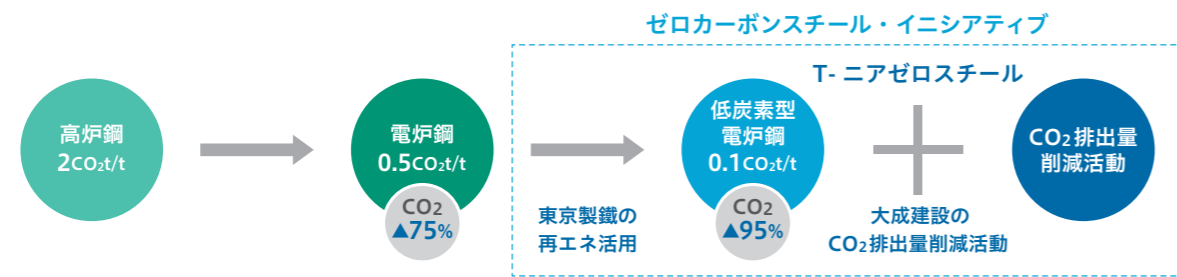 ゼロカーボンスチール・イニシアティブ
T- ニアゼロスチール
高炉鋼
2CO2t/t
電炉鋼
0.5CO2t/t
CO2
▲75%
東京製鐵の
再エネ活用
低炭素型
電炉鋼
0.1CO2t/t
CO2
▲95%
大成建設の
CO2排出量削減活動
CO2排出量
削減活動